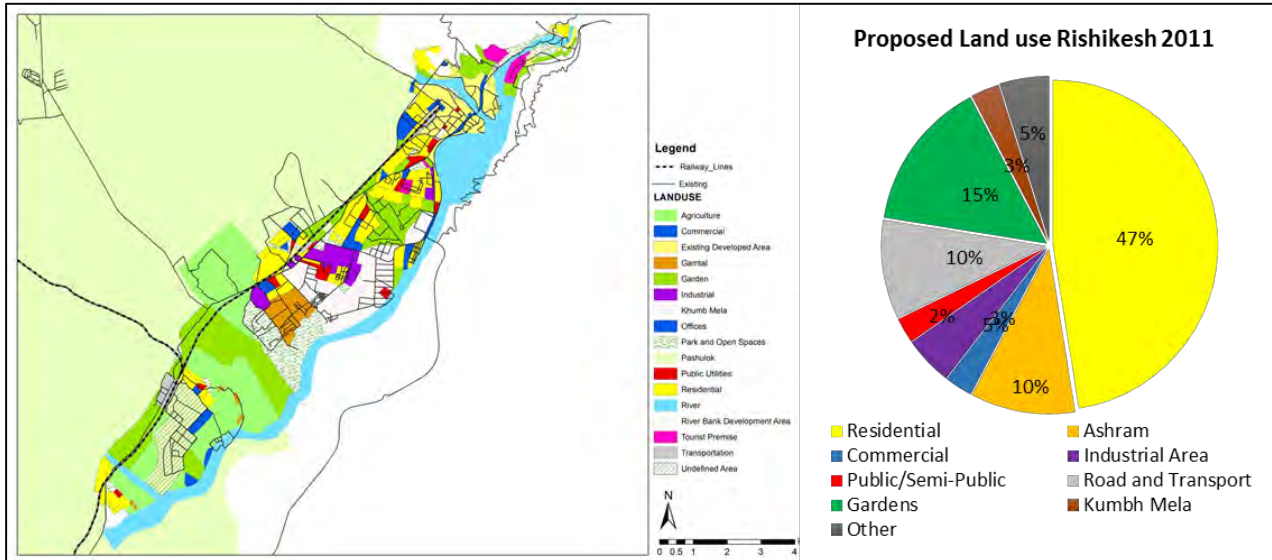 Legend
Railway_Lines
Existing
LANDUSE
Agriculture
Commercial
Existing Developed Area
Gamtal
Garden
Industrial
Khumb Mela
Offices
Park and Open Spaces
Pashulok
Public Utilities
Residential
River
River Bank Development Area
Tourist Premise
Transportation
Undefined Area
N
0 0.5 1 2 3 4
Proposed Land use Rishikesh 2011
5%
3%
15%
47%
10%
2%
3%
5%
10%
Residential Ashram
Commercial Industrial Area
Public/Semi-Public Road and Transport
Gardens Kumbh Mela
Other